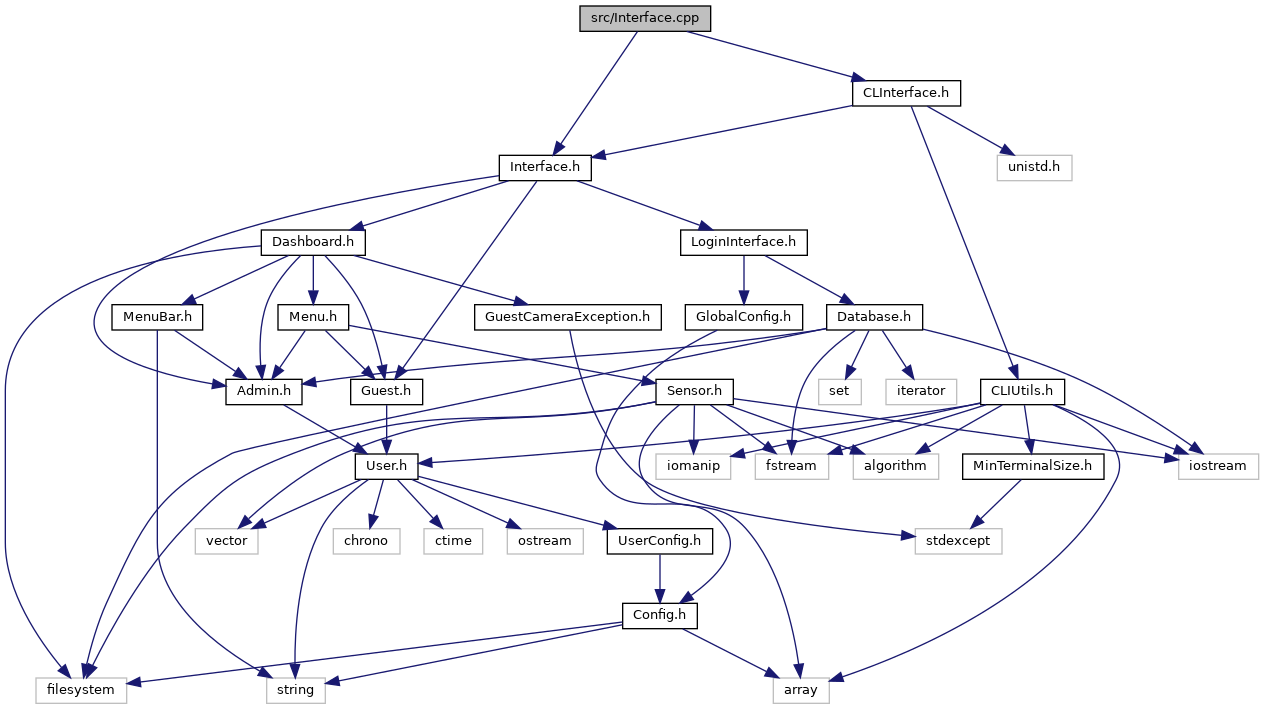 src/Interface.cpp
CLInterface.h
Interface.h
unistd.h
Dashboard.h
LoginInterface.h
MenuBar.h
Menu.h
GuestCameraException.h
GlobalConfig.h
Database.h
Admin.h
Guest.h
Sensor.h
set
iterator
CLIUtils.h
User.h
iomanip
fstream
algorithm
MinTerminalSize.h
iostream
vector
chrono
ctime
ostream
UserConfig.h
stdexcept
Config.h
filesystem
string
array